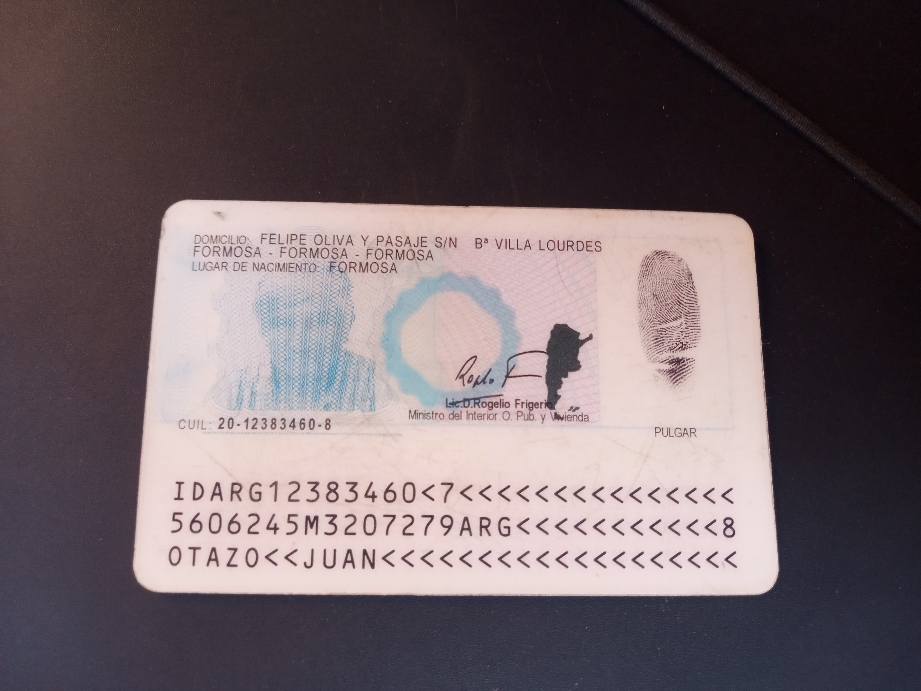 DOMICILIO: FELIPE OLIVA Y PASAJE S/N Bª VILLA LOURDES
FORMOSA - FORMOSA - FORMOSA
LUGAR DE NACIMIENTO: FORMOSA
Lic.D.Rogelio Frigerio
Ministro del Interior O. Pub. y Vivienda
CUIL: 20-12383460-8
PULGAR
IDARG12383460<7<<<<<<<<<<<<<<<
5606245M3207279ARG<<<<<<<<<<<8
OTAZO<<JUAN<<<<<<<<<<<<<<<<<<<